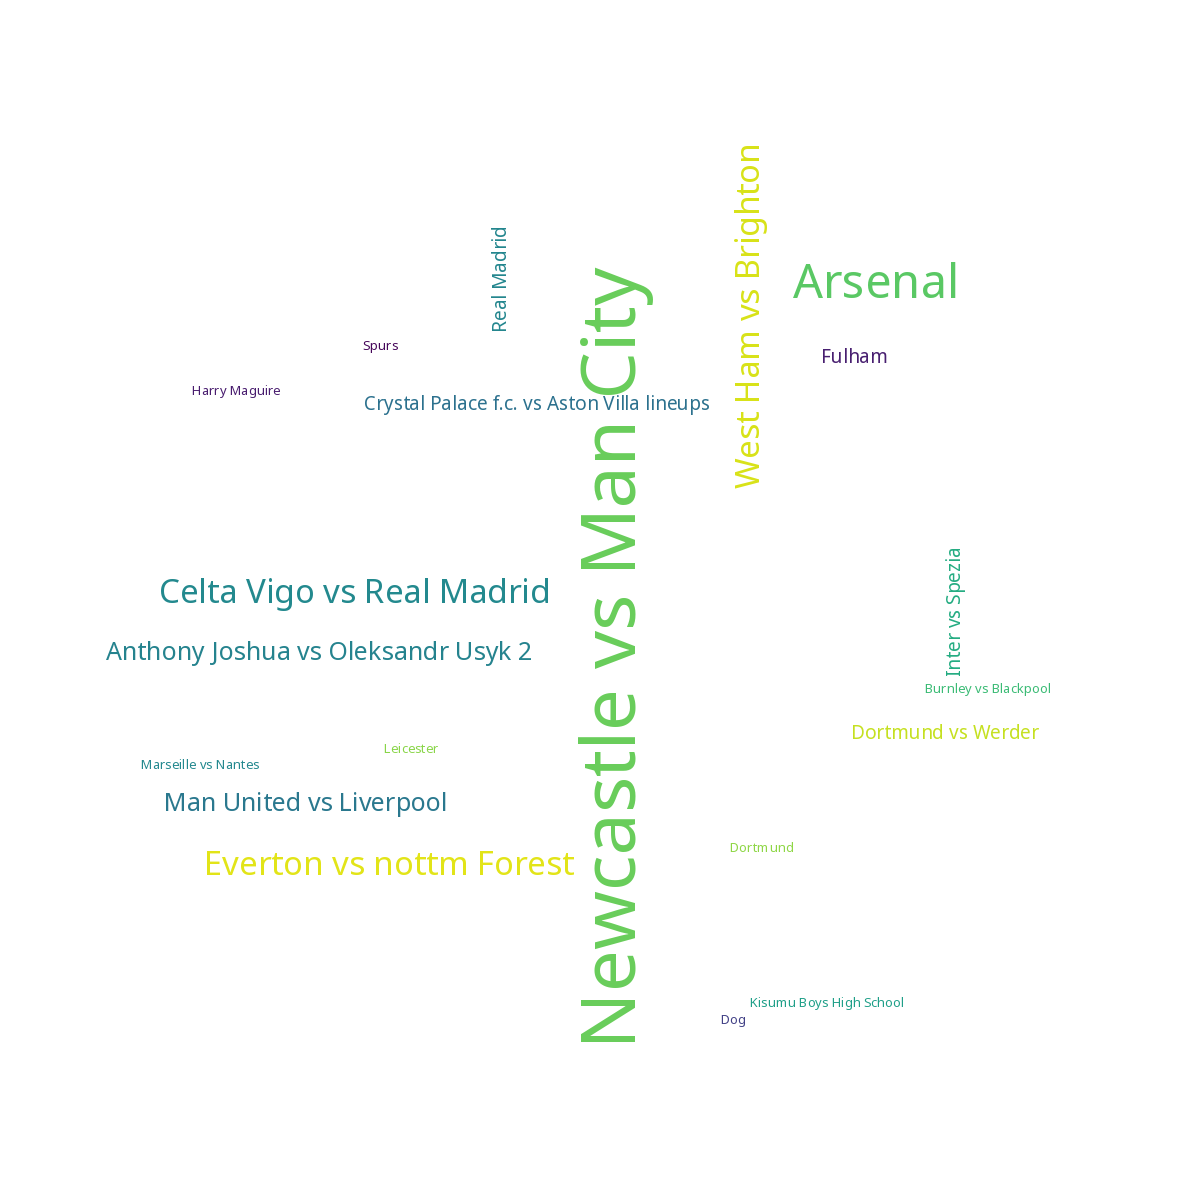 West Ham vs Brighton
Real Madrid
Arsenal
Newcastle vs Man City
Spurs
Fulham
Harry Maguire
Crystal Palace f.c. vs Aston Villa lineups
Inter vs Spezia
Celta Vigo vs Real Madrid
Anthony Joshua vs Oleksandr Usyk 2
Burnley vs Blackpool
Dortmund vs Werder
Leicester
Marseille vs Nantes
Man United vs Liverpool
Dortmund
Everton vs nottm Forest
Kisumu Boys High School
Dog